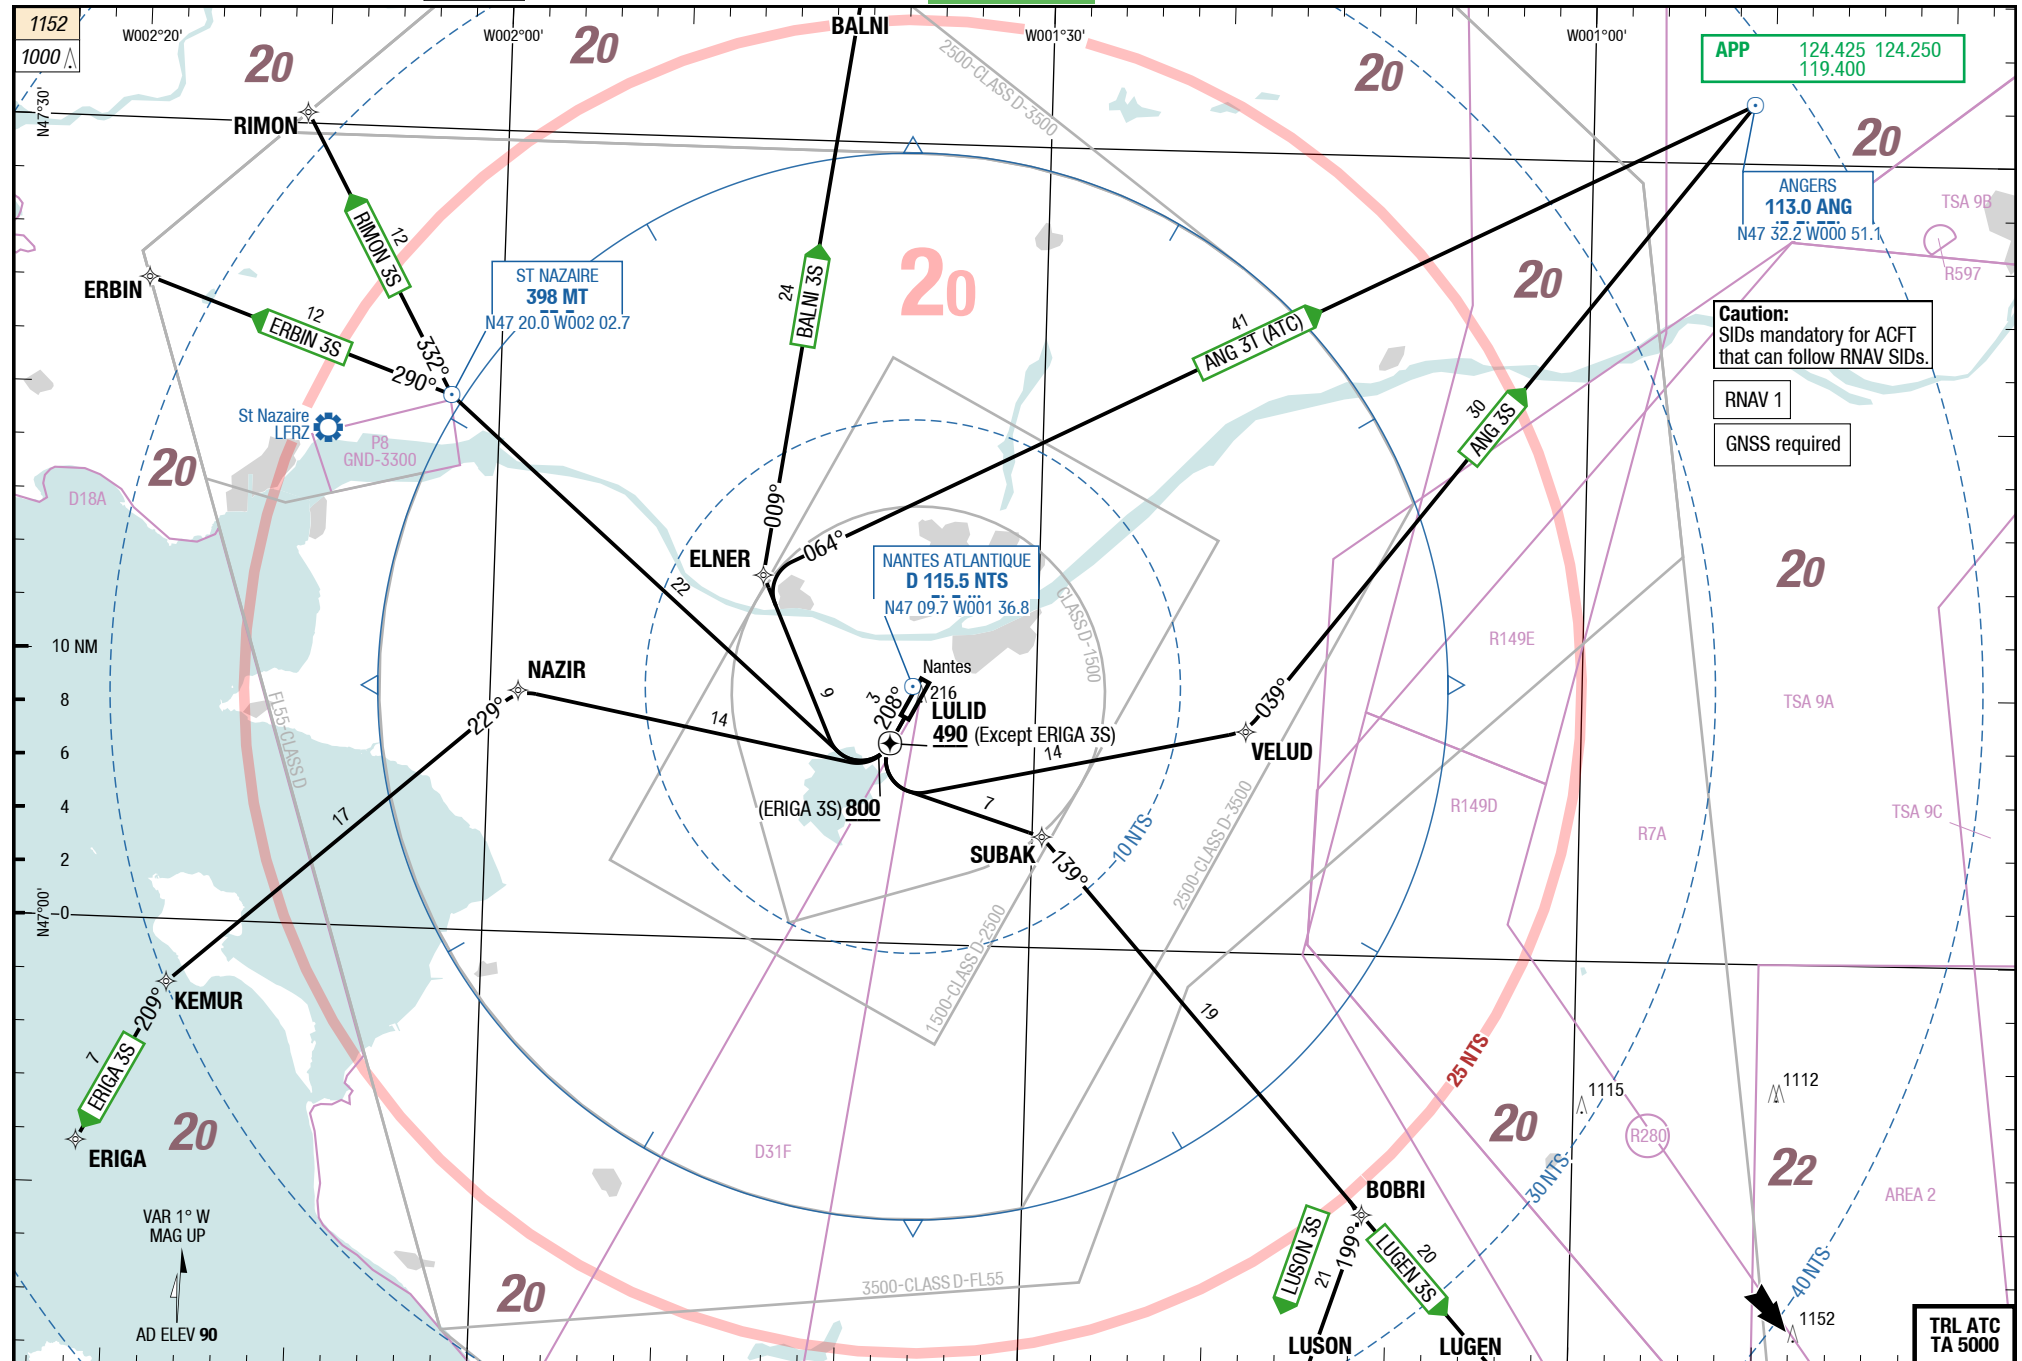 1152
1000
W002°20'
W002°00'
BALNI
W001°30'
W001°00'
APP 124.425 124.250
119.400
20
20
20
20
N47°30'
RIMON
2500-CLASS D-3500
ANGERS
113.0 ANG
N47 32.2 W000 51.1
TSA 9B
R597
RIMON 3S
12
ERBIN
ERBIN 3S
12
332°
290°
ST NAZAIRE
398 MT
N47 20.0 W002 02.7
BALNI 3S
24
20
20
ANG 3T (ATC)
41
Caution:
SIDs mandatory for ACFT
that can follow RNAV SIDs.
RNAV 1
GNSS required
ANG 3S
30
St Nazaire
LFRZ
P8
GND-3300
20
D18A
009°
064°
ELNER
NANTES ATLANTIQUE
D 115.5 NTS
N47 09.7 W001 36.8
CLASS D-1500
22
20
R149E
TSA 9A
10 NM
8
6
4
2
0
NAZIR
229°
14
9
3
208°
Nantes
216
LULID
490 (Except ERIGA 3S)
14
039°
VELUD
FL55-CLASS D
(ERIGA 3S) 800
7
SUBAK
139°
10 NTS
2500-CLASS D-3500
R149D
R7A
TSA 9C
17
N47°00'
KEMUR
209°
1500-CLASS D-2500
19
ERIGA 3S
7
ERIGA
20
25 NTS
1115
1112
R280
20
22
30 NTS
D31F
AREA 2
VAR 1° W
MAG UP
AD ELEV 90
BOBRI
LUSON 3S
21
199°
LUGEN 3S
20
20
3500-CLASS D-FL55
40 NTS
1152
LUSON
LUGEN
TRL ATC
TA 5000